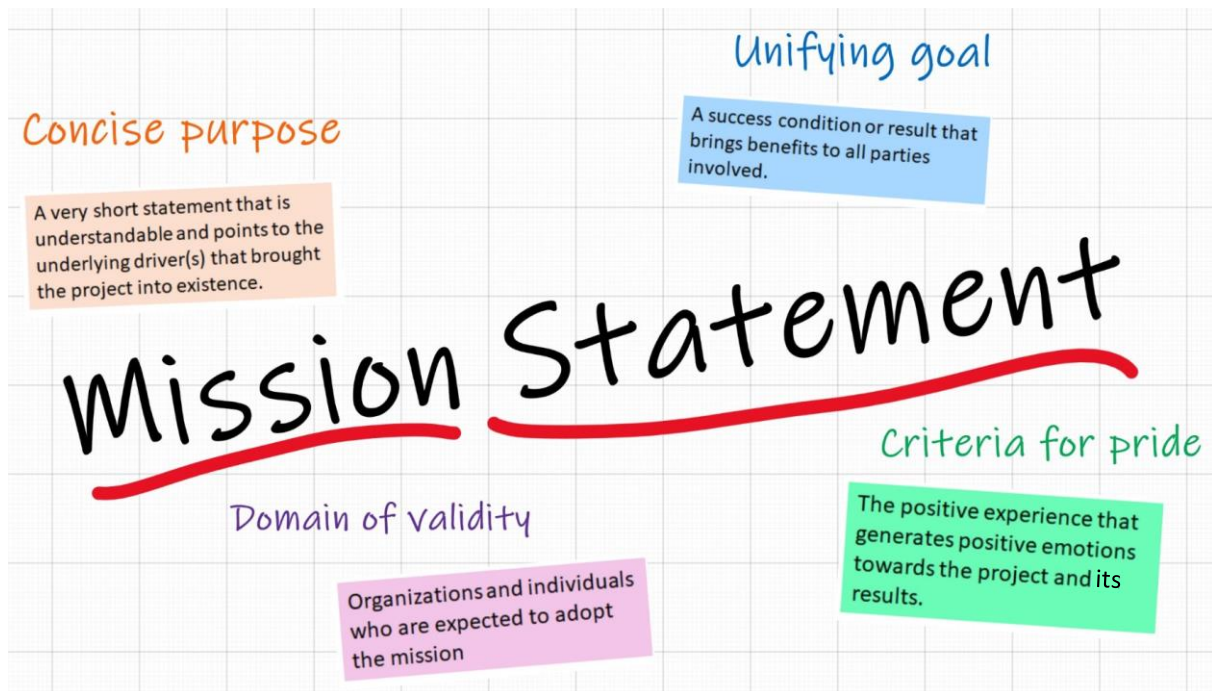 Unifying goal
A success condition or result that
brings benefits to all parties
involved.
Concise purpose
A very short statement that is
understandable and points to the
underlying driver(s) that brought
the project into existence.
Mission Statement
Criteria for pride
The positive experience that
generates positive emotions
towards the project and its
results.
Domain of validity
Organizations and individuals
who are expected to adopt
the mission